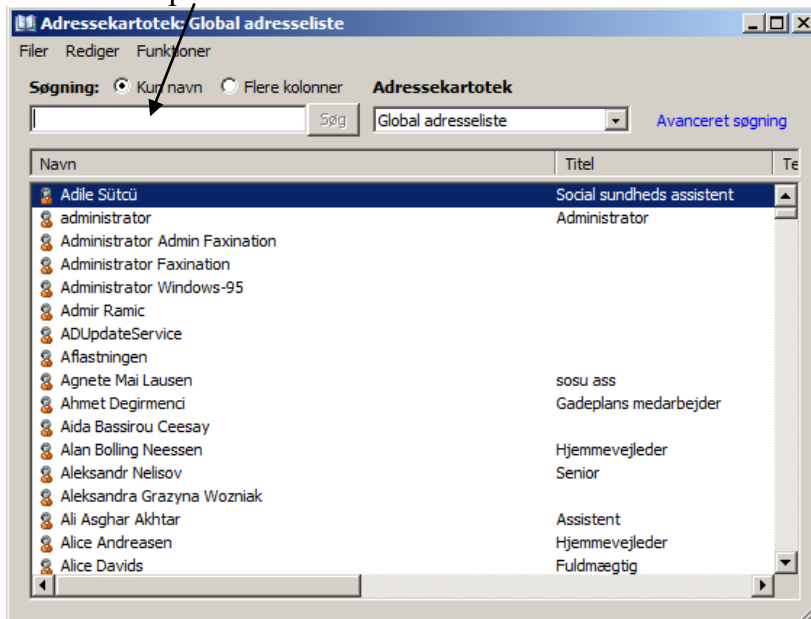 p
Adressekartotek: Global adresseliste
Filer Rediger Funktioner
Søgning: Kun navn Flere kolonner Adressekartotek
Søg Global adresseliste Avanceret søgning
Navn Titel Te
Adile Sütcü Social sundheds assistent
administrator Administrator
Administrator Admin Faxination
Administrator Faxination
Administrator Windows-95
Admir Ramic
ADUpdateService
Aflastningen
Agnete Mai Lausen sosu ass
Ahmet Degirmenci Gadeplans medarbejder
Aida Bassirou Ceesay
Alan Bolling Neessen Hjemmevejleder
Aleksandr Nelisov Senior
Aleksandra Grazyna Wozniak
Ali Asghar Akhtar Assistent
Alice Andreasen Hjemmevejleder
Alice Davids Fuldmægtig